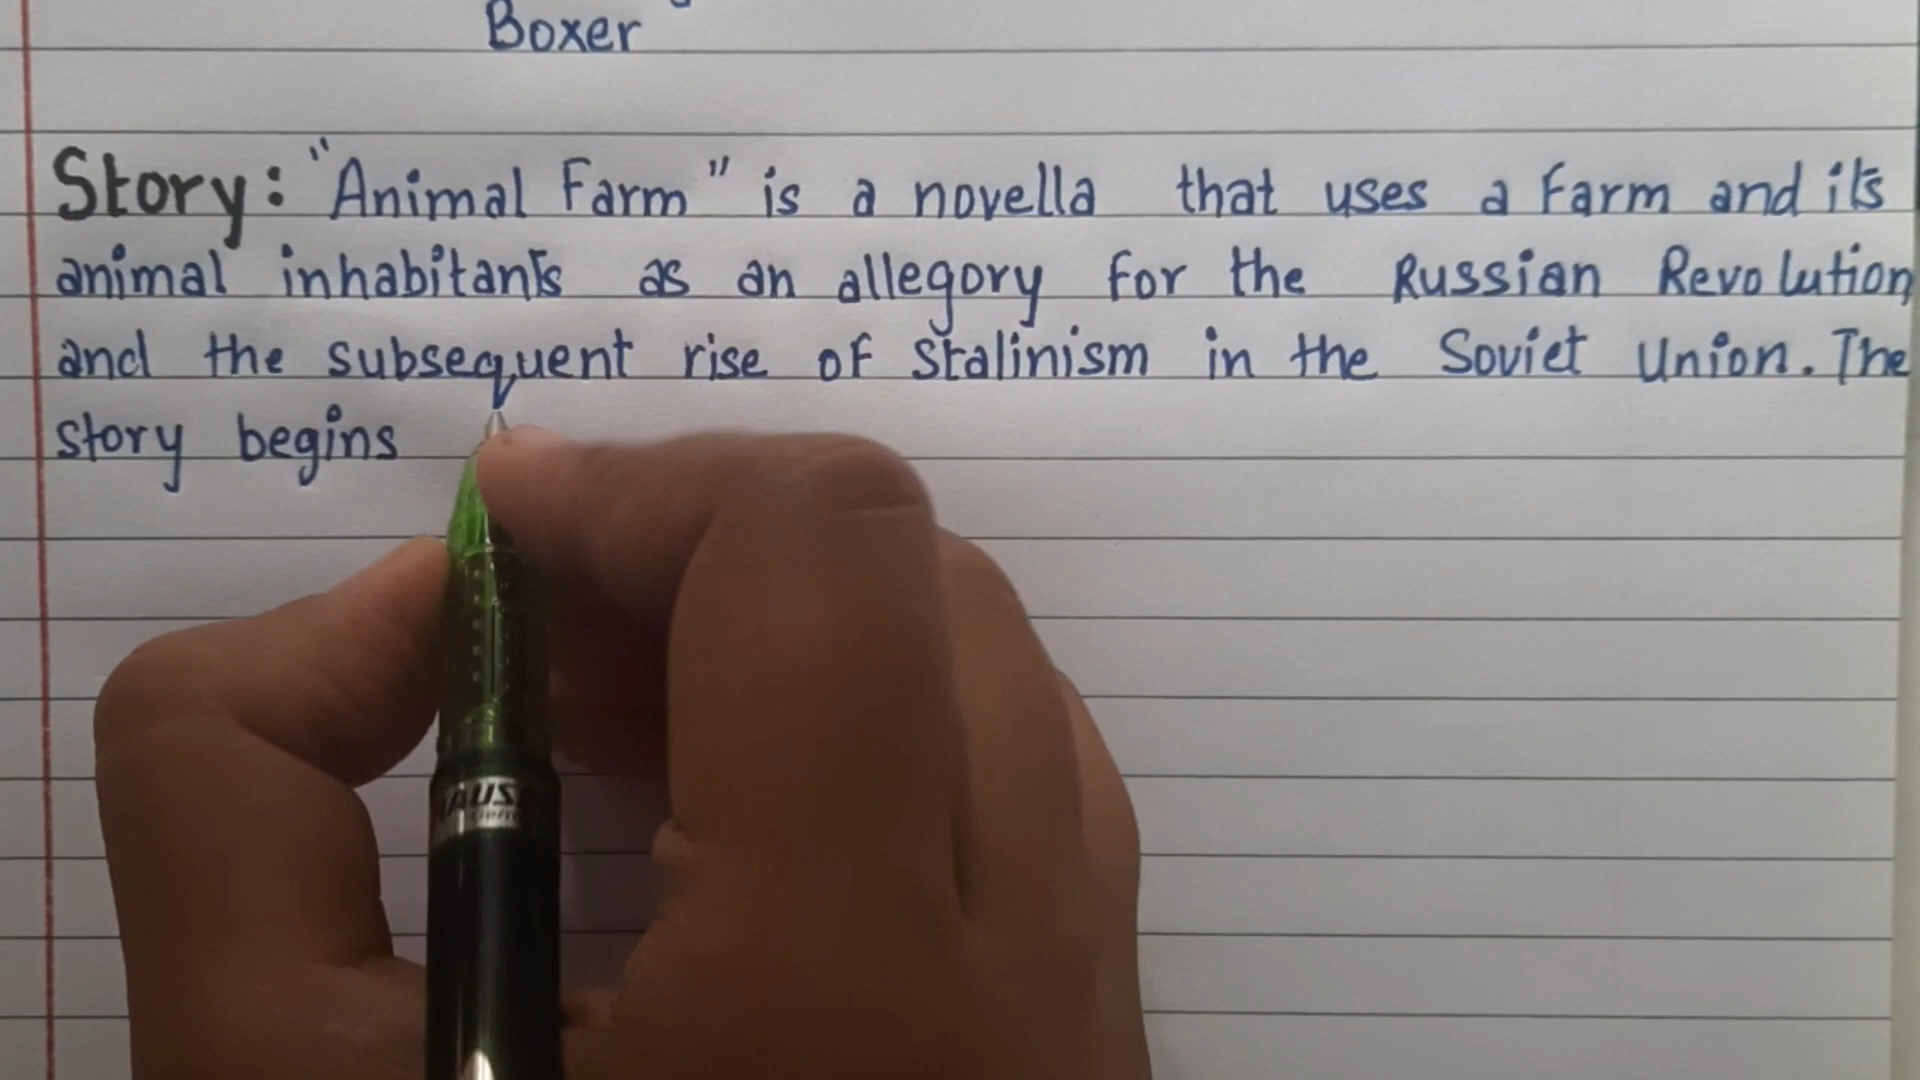 Boxer
Story: "Animal Farm" is a novella that uses a farm and its
animal inhabitants as an allegory for the Russian Revolution
and the subsequent rise of Stalinism in the Soviet Union. The
story begins